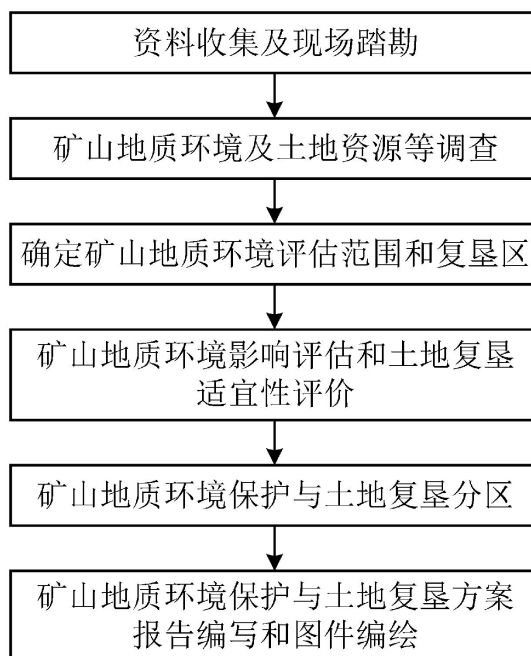 资料收集及现场踏勘
矿山地质环境及土地资源等调查
确定矿山地质环境评估范围和复垦区
矿山地质环境影响评估和土地复垦
适宜性评价
矿山地质环境保护与土地复垦分区
矿山地质环境保护与土地复垦方案
报告编写和图件编绘